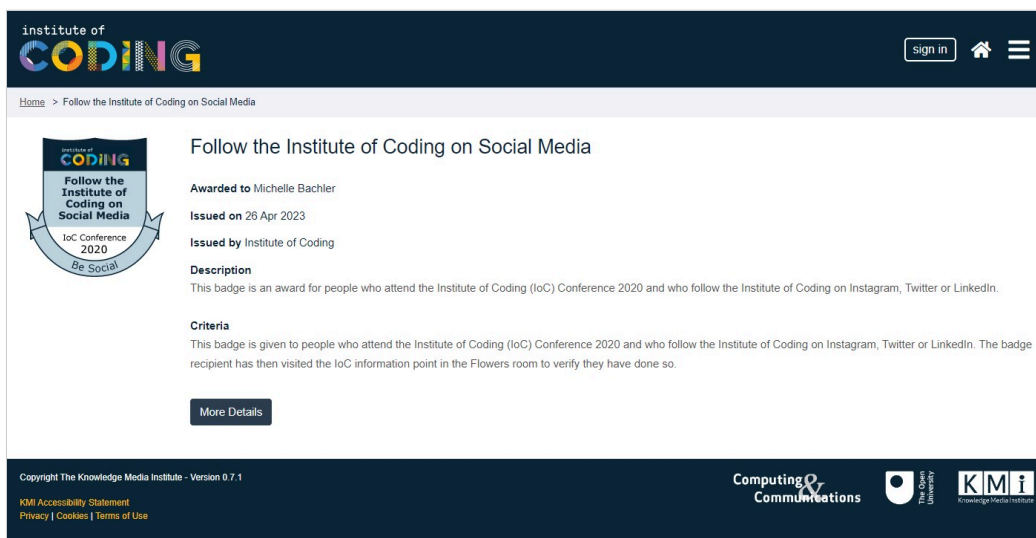 institute of
CODING
sign in
Home > Follow the Institute of Coding on Social Media
institute of
CODING
Follow the
Institute of
Coding on
Social Media
IoC Conference
2020
Be Social
Follow the Institute of Coding on Social Media
Awarded to Michelle Bachler
Issued on 26 Apr 2023
Issued by Institute of Coding
Description
This badge is an award for people who attend the Institute of Coding (IoC) Conference 2020 and who follow the Institute of Coding on Instagram, Twitter or LinkedIn.
Criteria
This badge is given to people who attend the Institute of Coding (IoC) Conference 2020 and who follow the Institute of Coding on Instagram, Twitter or LinkedIn. The badge
recipient has then visited the IoC information point in the Flowers room to verify they have done so.
More Details
Copyright The Knowledge Media Institute - Version 0.7.1
KMI Accessibility Statement
Privacy | Cookies | Terms of Use
Computing &
Communications
The Open
University
KMi
Knowledge Media Institute